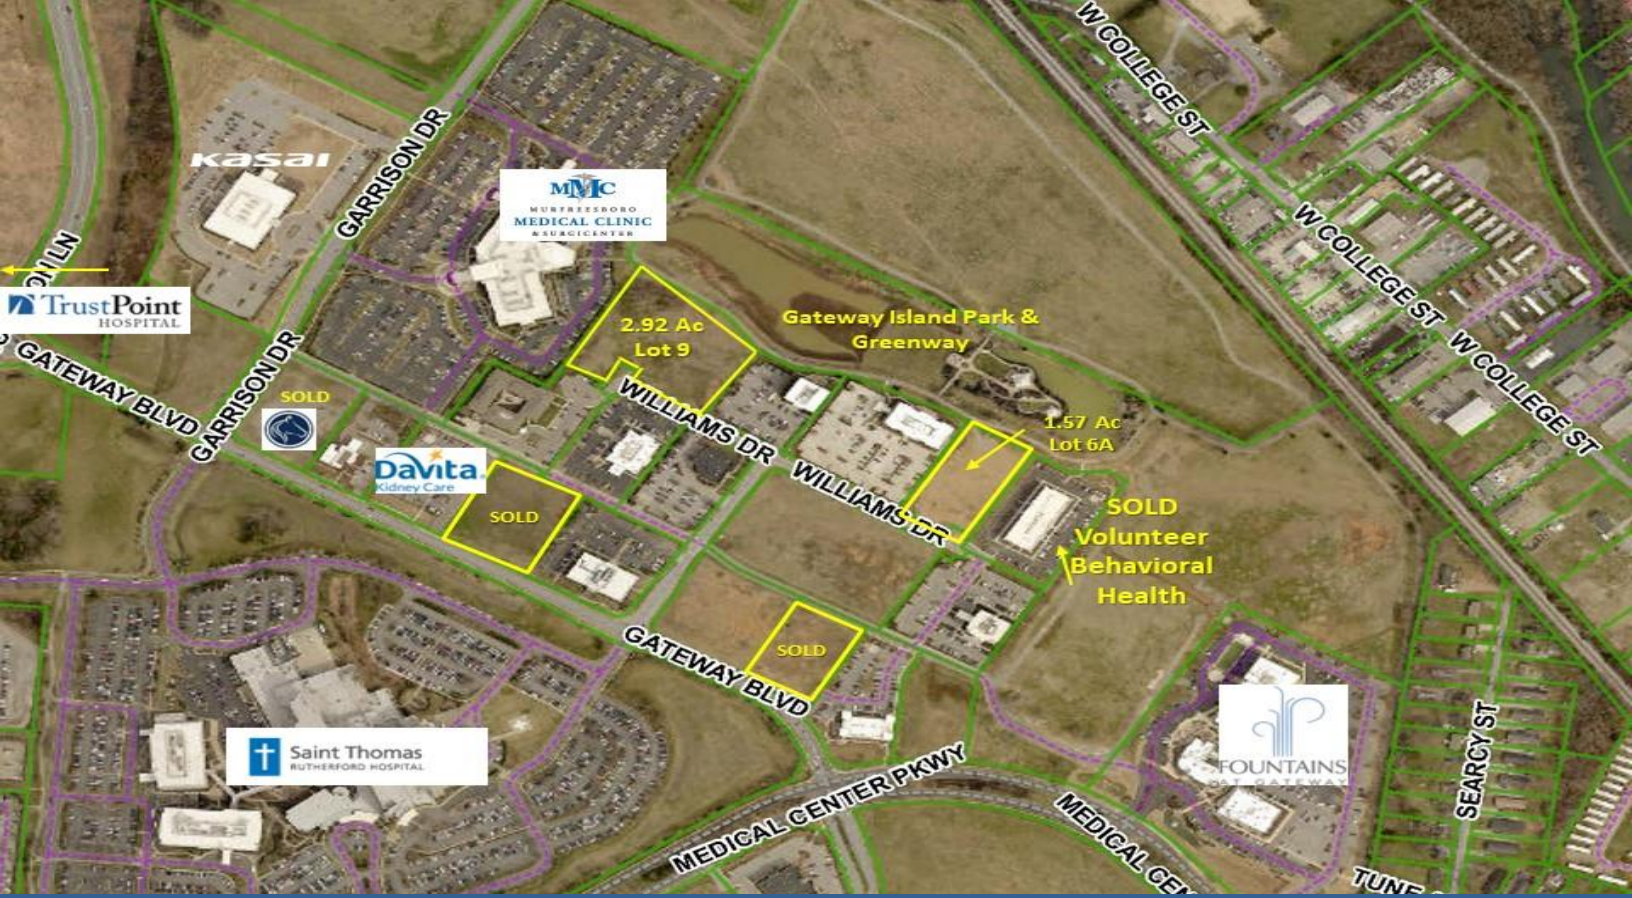 W COLLEGE ST
KASAI
GARRISON DR
MMC
MURFREESBORO
MEDICAL CLINIC
& SURGICENTER
W COLLEGE ST
ON LN
TrustPoint
HOSPITAL
2.92 Ac
Lot 9
Gateway Island Park &
Greenway
W COLLEGE ST
GATEWAY BLVD
GARRISON DR
SOLD
WILLIAMS DR
1.57 Ac
Lot 6A
DaVita
Kidney Care
SOLD
WILLIAMS DR
SOLD
Volunteer
Behavioral
Health
GATEWAY BLVD
SOLD
Saint Thomas
RUTHERFORD HOSPITAL
FOUNTAINS
AT GATEWAY
SEARCY ST
MEDICAL CENTER PKWY
MEDICAL CEN
TUNE